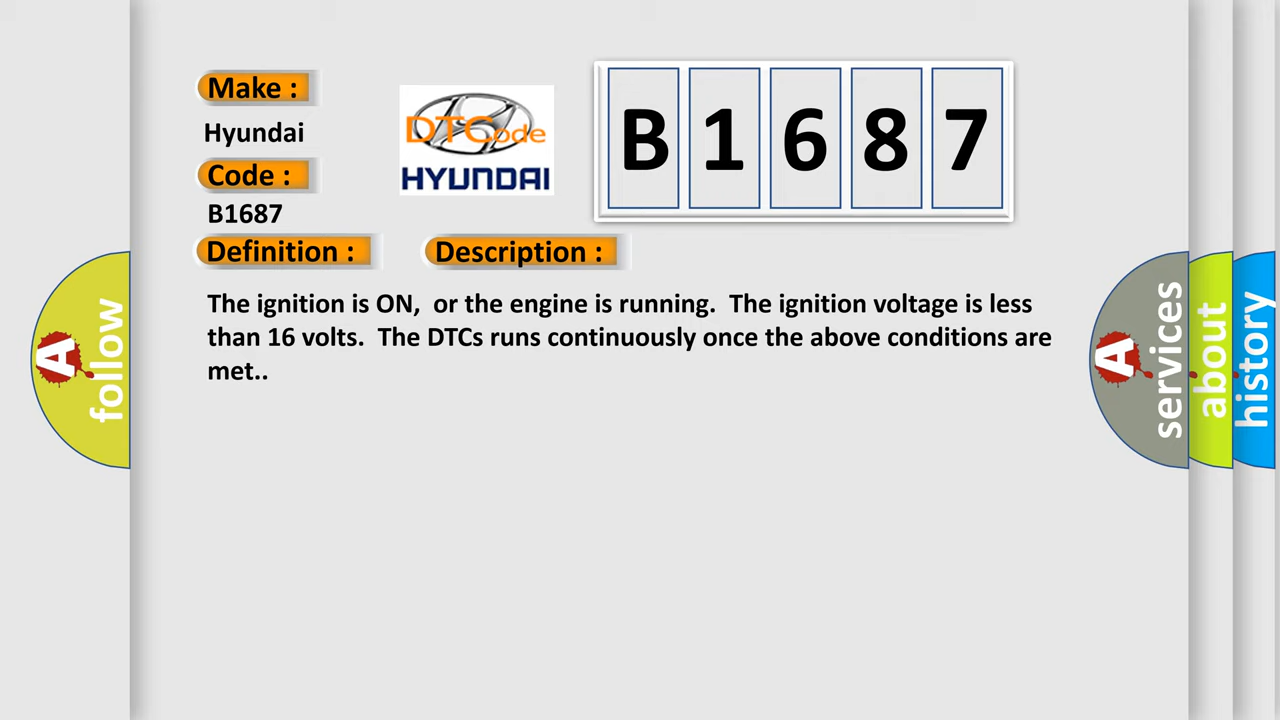 Make :
Hyundai
Code :
B1687
DTCode
HYUNDAI
B 1 6 8 7
Definition :
Description :
The ignition is ON,  or the engine is running.  The ignition voltage is less
than 16 volts.  The DTCs runs continuously once the above conditions are
met..
A follow
A services
about
history